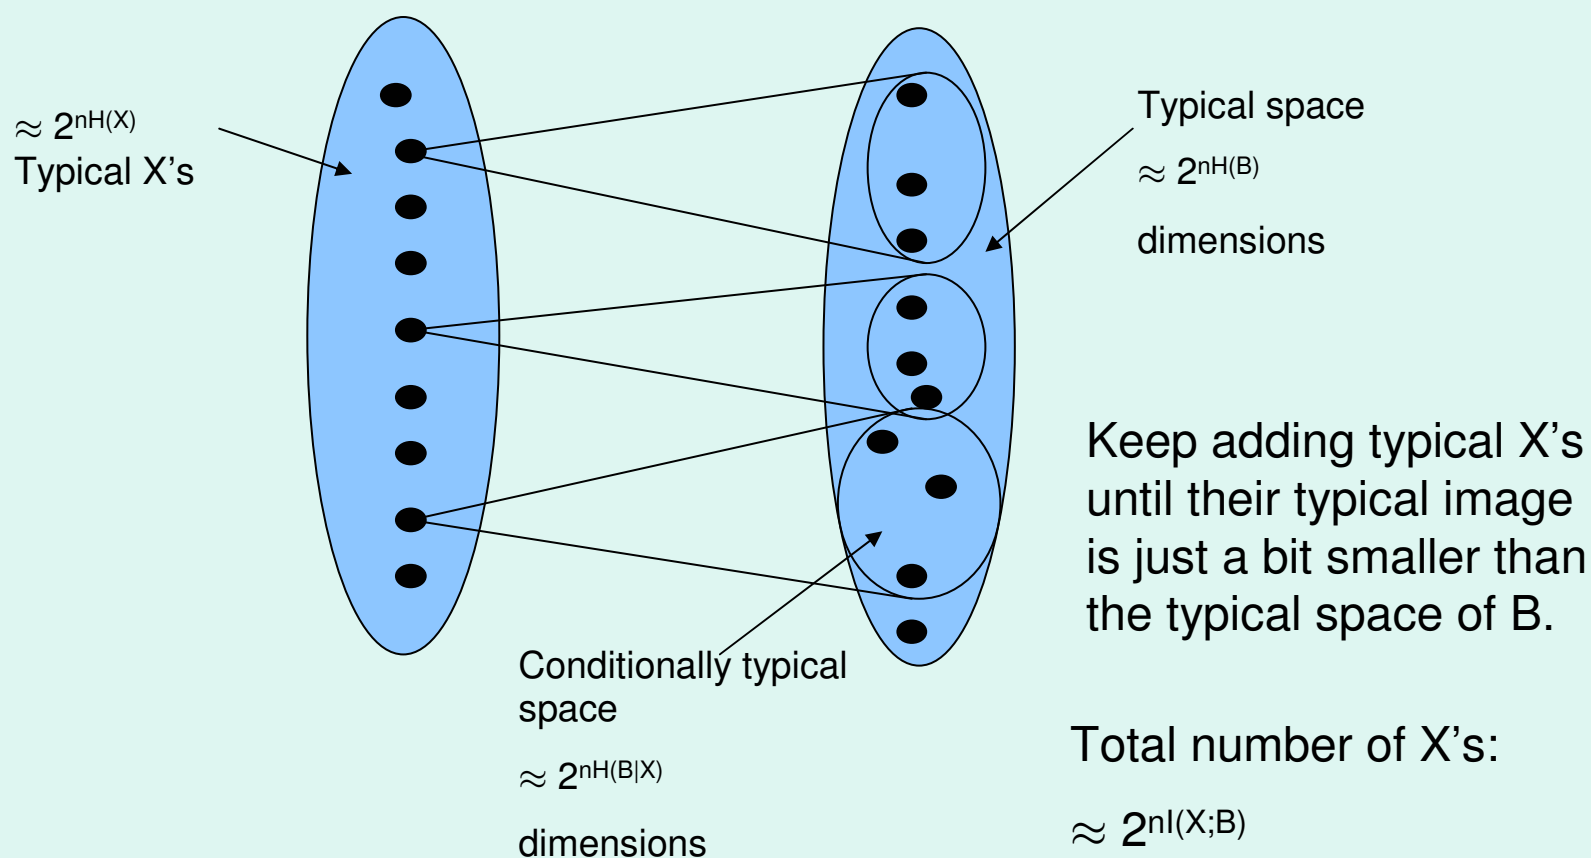 ≈ 2^{nH(X)}
Typical X's
Typical space
≈ 2^{nH(B)}
dimensions
Keep adding typical X's
until their typical image
is just a bit smaller than
the typical space of B.
Conditionally typical
space
≈ 2^{nH(B|X)}
dimensions
Total number of X's:
≈ 2^{nI(X;B)}